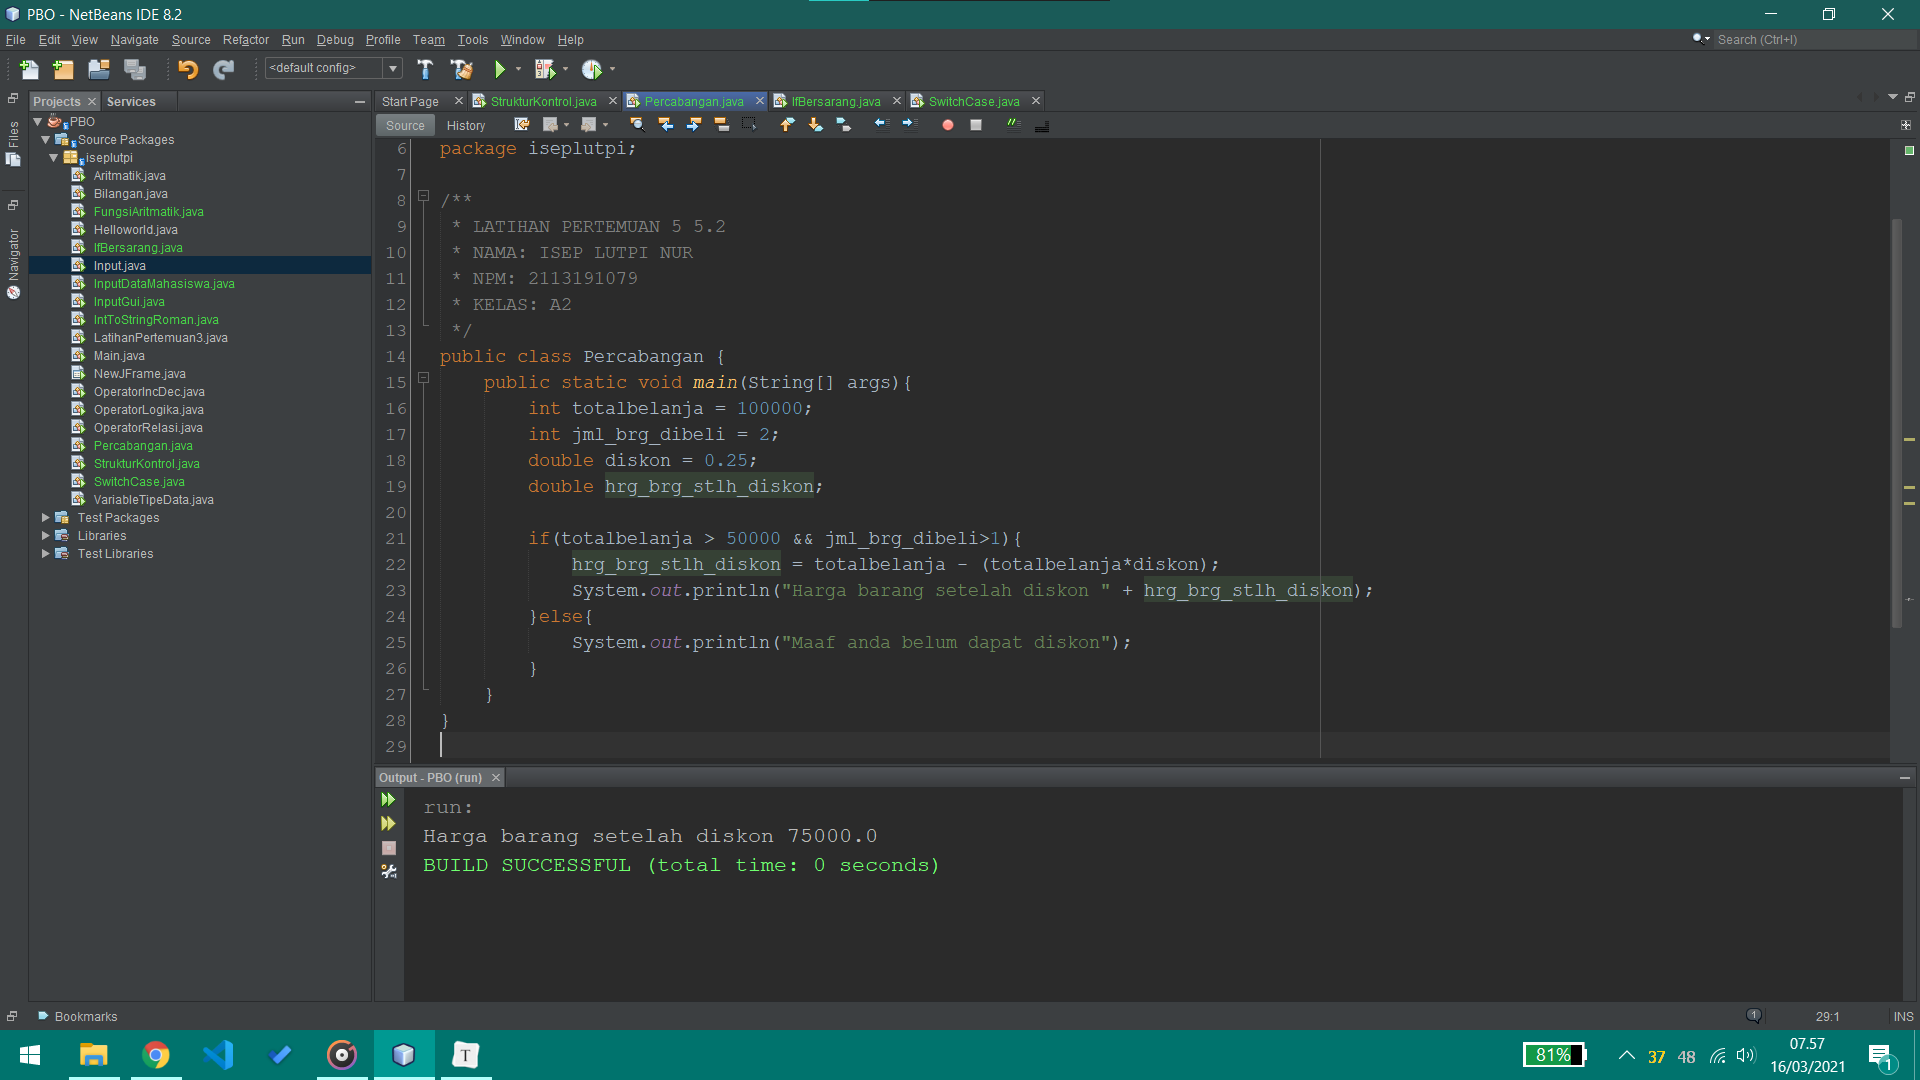 PBO - NetBeans IDE 8.2
File Edit View Navigate Source Refactor Run Debug Profile Team Tools Window Help
Search (Ctrl+I)
<default config>
Projects Services
Start Page StrukturKontrol.java Percabangan.java IfBersarang.java SwitchCase.java
Source History
Files
Navigator
PBO
Source Packages
iseplutpi
Aritmatik.java
Bilangan.java
FungsiAritmatik.java
Helloworld.java
IfBersarang.java
Input.java
InputDataMahasiswa.java
InputGui.java
IntToStringRoman.java
LatihanPertemuan3.java
Main.java
NewJFrame.java
OperatorIncDec.java
OperatorLogika.java
OperatorRelasi.java
Percabangan.java
StrukturKontrol.java
SwitchCase.java
VariableTipeData.java
Test Packages
Libraries
Test Libraries
6 package iseplutpi;
7
8 /**
9 * LATIHAN PERTEMUAN 5 5.2
10 * NAMA: ISEP LUTPI NUR
11 * NPM: 2113191079
12 * KELAS: A2
13 */
14 public class Percabangan {
15 public static void main(String[] args){
16 int totalbelanja = 100000;
17 int jml_brg_dibeli = 2;
18 double diskon = 0.25;
19 double hrg_brg_stlh_diskon;
20
21 if(totalbelanja > 50000 && jml_brg_dibeli>1){
22 hrg_brg_stlh_diskon = totalbelanja - (totalbelanja*diskon);
23 System.out.println("Harga barang setelah diskon " + hrg_brg_stlh_diskon);
24 }else{
25 System.out.println("Maaf anda belum dapat diskon");
26 }
27 }
28 }
29
Output - PBO (run)
run:
Harga barang setelah diskon 75000.0
BUILD SUCCESSFUL (total time: 0 seconds)
Bookmarks
1 29:1 INS
T
81% 37 48
07.57
16/03/2021
1